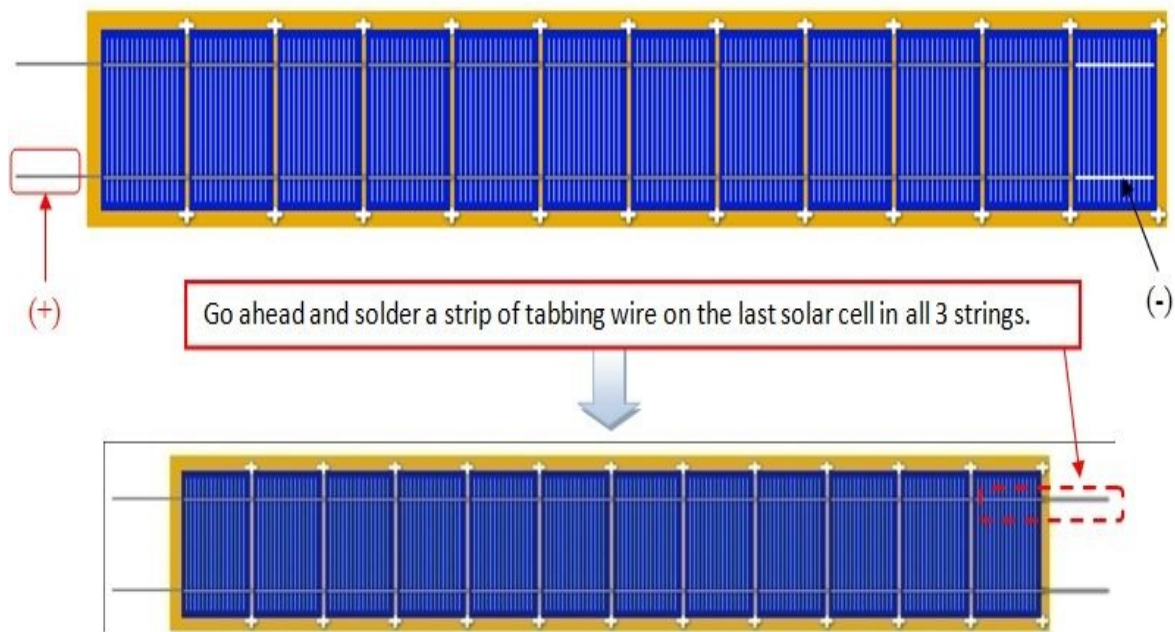 (+)
(-)
Go ahead and solder a strip of tabbing wire on the last solar cell in all 3 strings.